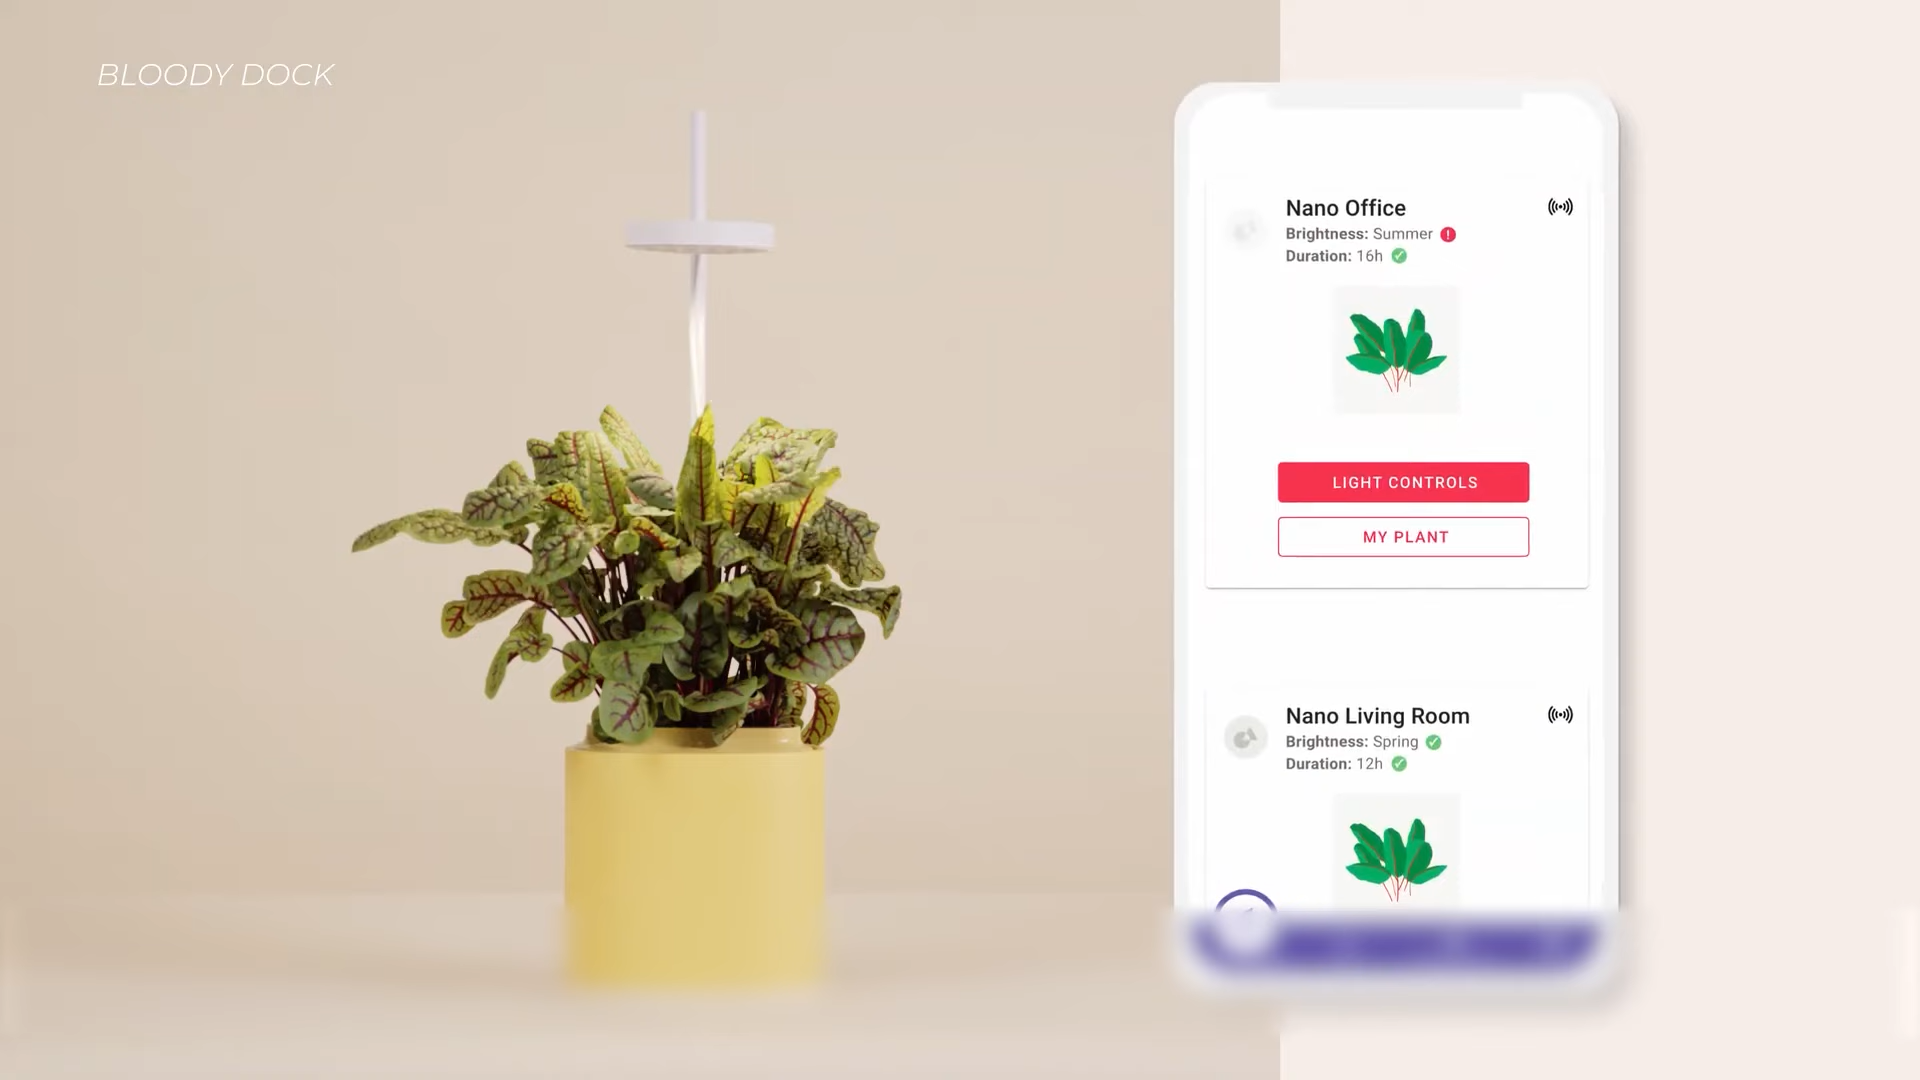 BLOODY DOCK
Nano Office
Brightness: Summer
Duration: 16h
LIGHT CONTROLS
MY PLANT
Nano Living Room
Brightness: Spring
Duration: 12h